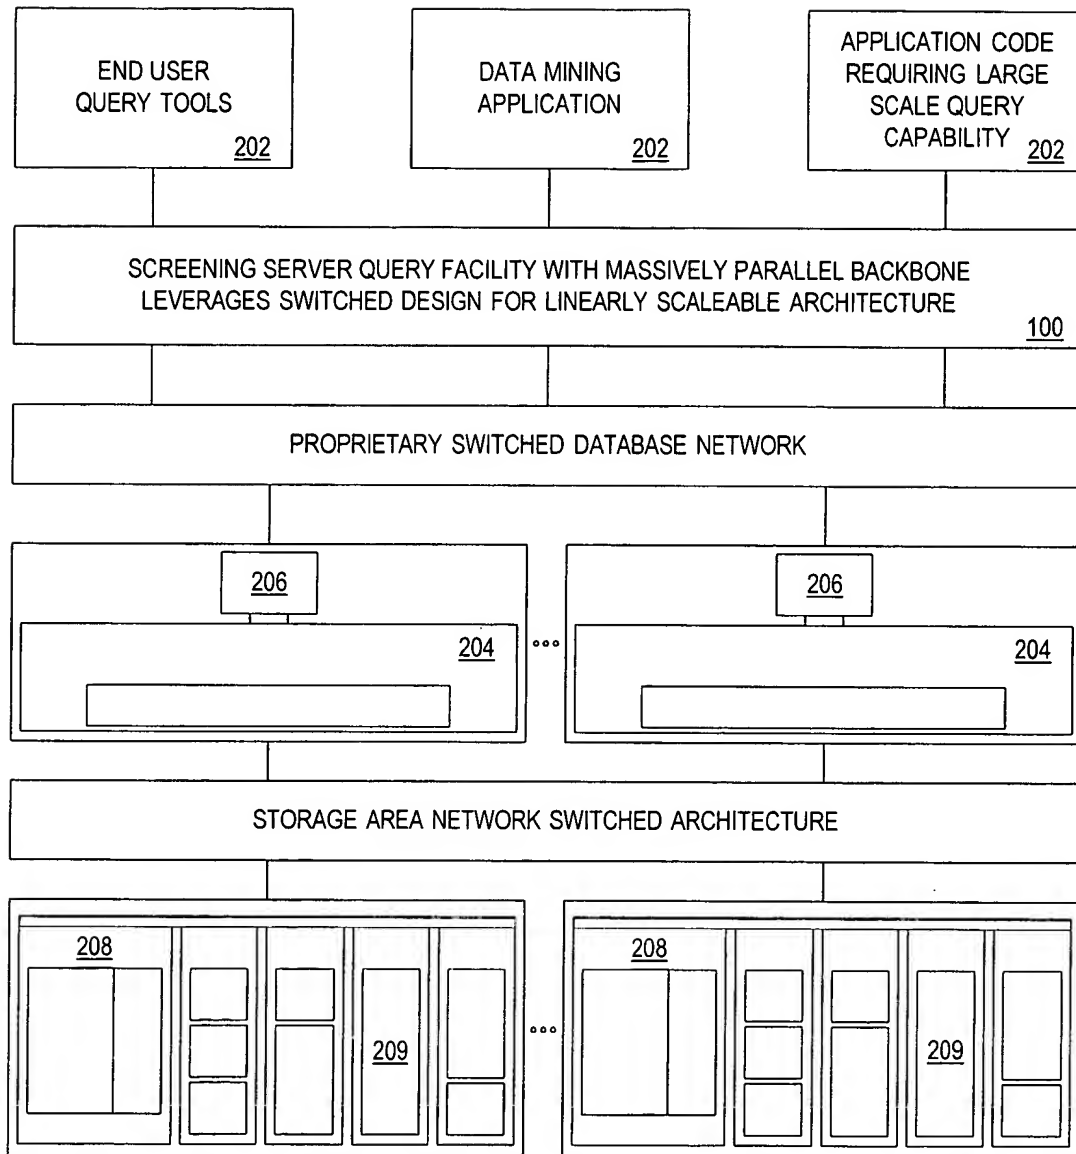 END USER
QUERY TOOLS
202
DATA MINING
APPLICATION
202
APPLICATION CODE
REQUIRING LARGE
SCALE QUERY
CAPABILITY
202
SCREENING SERVER QUERY FACILITY WITH MASSIVELY PARALLEL BACKBONE
LEVERAGES SWITCHED DESIGN FOR LINEARLY SCALEABLE ARCHITECTURE
100
PROPRIETARY SWITCHED DATABASE NETWORK
206
204
206
204
STORAGE AREA NETWORK SWITCHED ARCHITECTURE
208
209
208
209